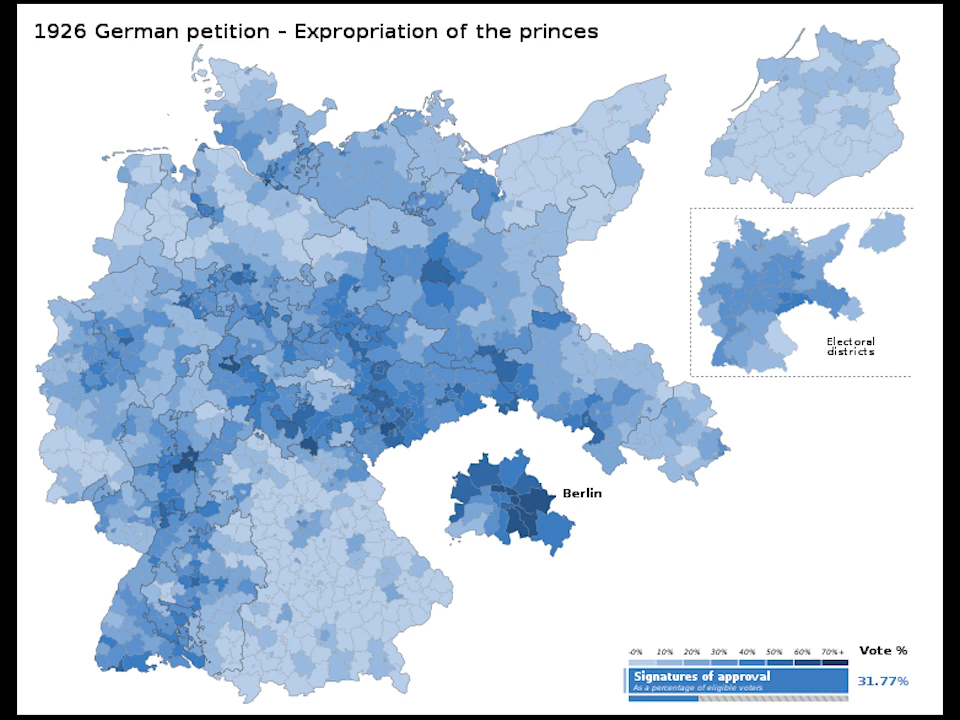 1926 German petition – Expropriation of the princes
Electoral
districts
Berlin
-0% 10% 20% 30% 40% 50% 60% 70%+ Vote %
Signatures of approval
As a percentage of eligible voters
31.77%